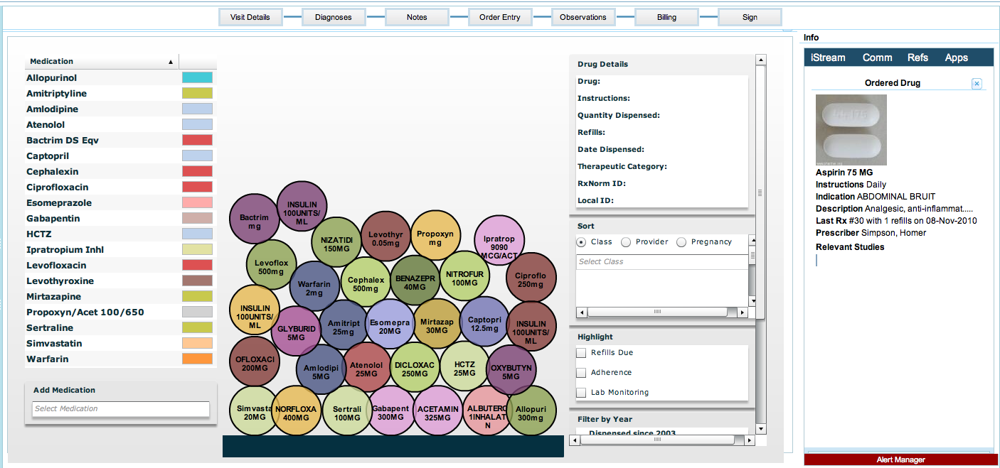 Visit Details
Diagnoses
Notes
Order Entry
Observations
Billing
Sign
Medication
Allopurinol
Amitriptyline
Amlodipine
Atenolol
Bactrim DS Eqv
Captopril
Cephalexin
Ciprofloxacin
Esomeprazole
Gabapentin
HCTZ
Ipratropium Inhl
Levofloxacin
Levothyroxine
Mirtazapine
Propoxyn/Acet 100/650
Sertraline
Simvastatin
Warfarin
Add Medication
Select Medication
Bactrim
mg
INSULIN
100UNITS/
ML
NIZATIDI
150MG
Levothyr
0.05mg
Propoxyn
mg
Ipratrop
9090
MCG/ACT
Levoflox
500mg
Warfarin
2mg
Cephalex
500mg
BENAZEPR
40MG
NITROFUR
100MG
Ciproflo
250mg
INSULIN
100UNITS/
ML
GLYBURID
5MG
Amitript
25mg
Esomepra
20MG
Mirtazap
30MG
Captopri
12.5mg
INSULIN
100UNITS/
ML
OFLOXACI
200MG
Amlodipi
5MG
Atenolol
25MG
DICLOXAC
250MG
HCTZ
25MG
OXYBUTYN
5MG
Simvasta
20MG
NORFLOXA
400MG
Sertrali
100MG
Gabapent
300MG
ACETAMIN
325MG
ALBUTERO
1INHALAT
N
Allopuri
300mg
Drug Details
Drug:
Instructions:
Quantity Dispensed:
Refills:
Date Dispensed:
Therapeutic Category:
RxNorm ID:
Local ID:
Sort
Class
Provider
Pregnancy
Select Class
Highlight
Refills Due
Adherence
Lab Monitoring
Filter by Year
Dispensed since 2003
Info
iStream
Comm
Refs
Apps
Ordered Drug
Aspirin 75 MG
Instructions Daily
Indication ABDOMINAL BRUIT
Description Analgesic, anti-inflammat.....
Last Rx #30 with 1 refills on 08-Nov-2010
Prescriber Simpson, Homer
Relevant Studies
Alert Manager